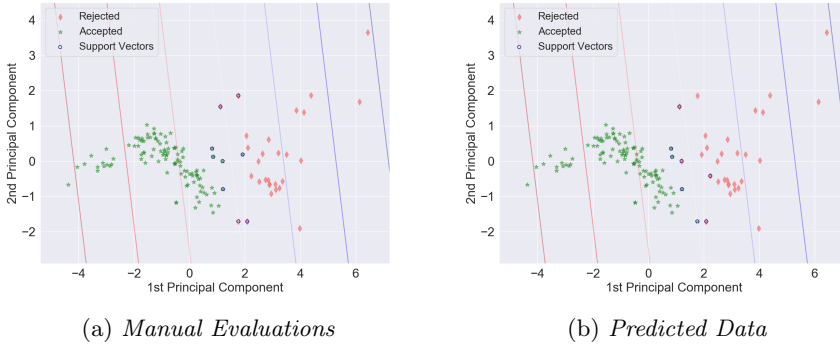 Rejected
Accepted
Support Vectors
4
3
2
1
0
−1
−2
−4
−2
0
2
4
6
2nd Principal Component
1st Principal Component
(a) Manual Evaluations
Rejected
Accepted
Support Vectors
4
3
2
1
0
−1
−2
−4
−2
0
2
4
6
2nd Principal Component
1st Principal Component
(b) Predicted Data